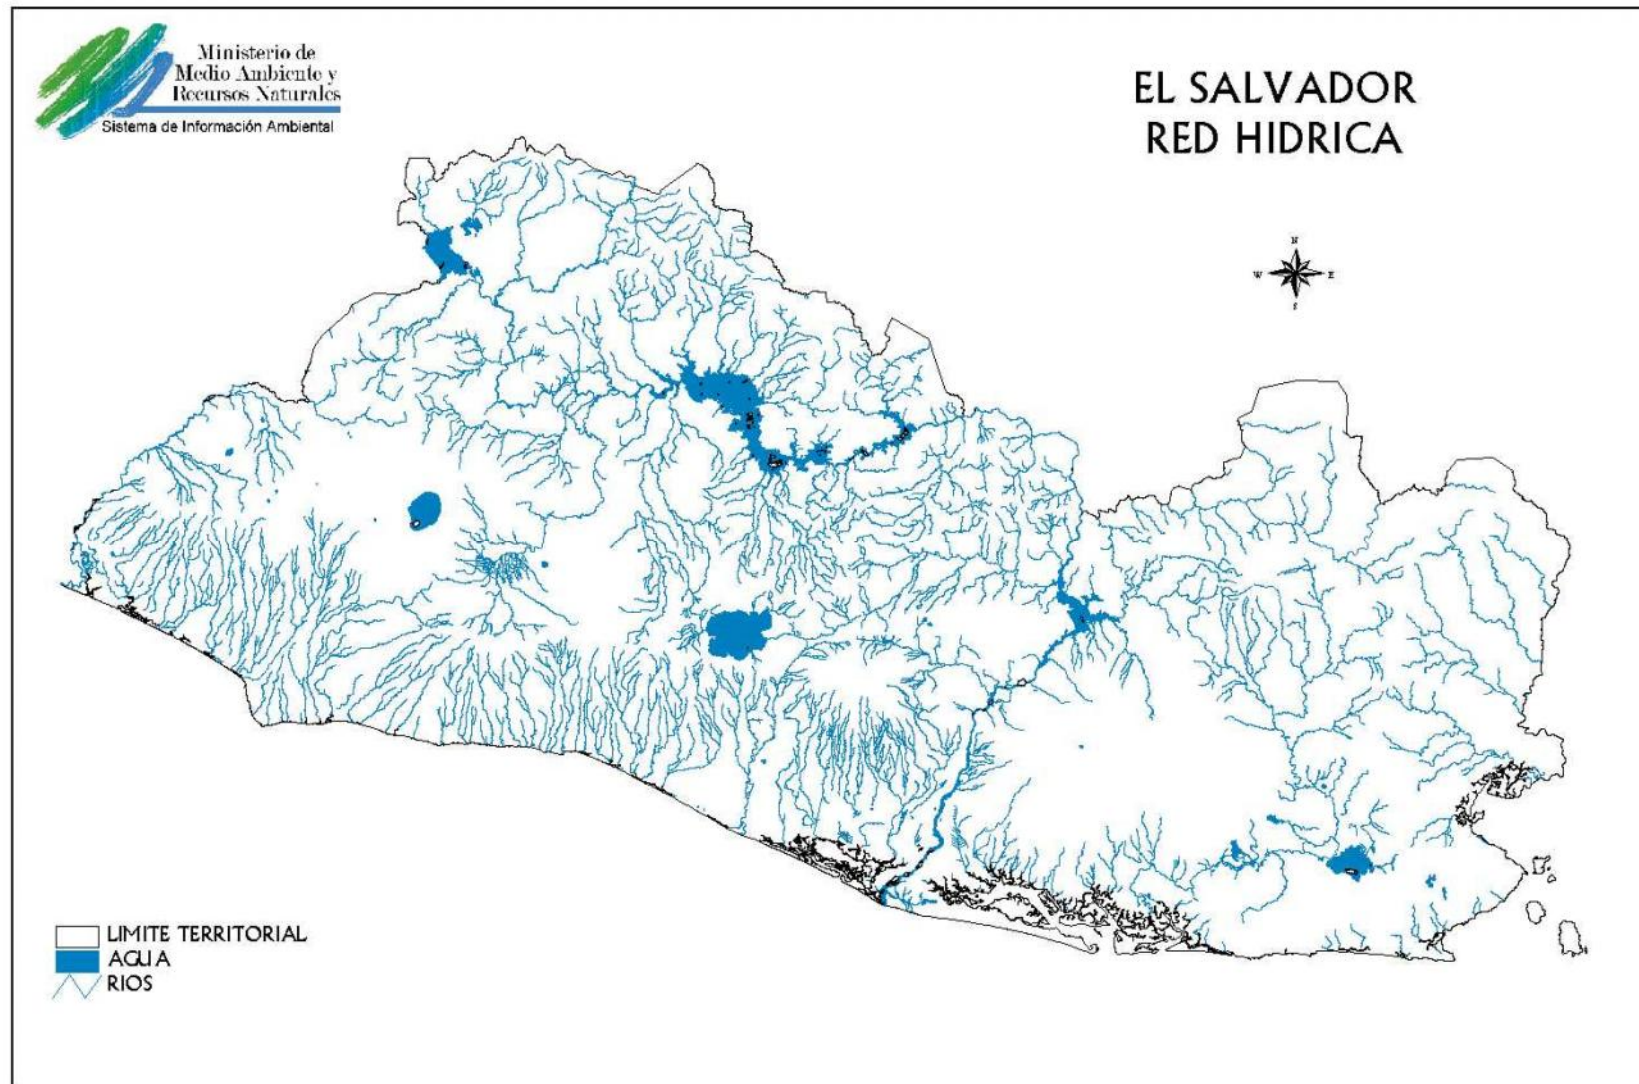 Ministerio de
Medio Ambiente y
Recursos Naturales
Sistema de Información Ambiental
EL SALVADOR
RED HIDRICA
N
W E
S
LIMITE TERRITORIAL
AGUA
RIOS